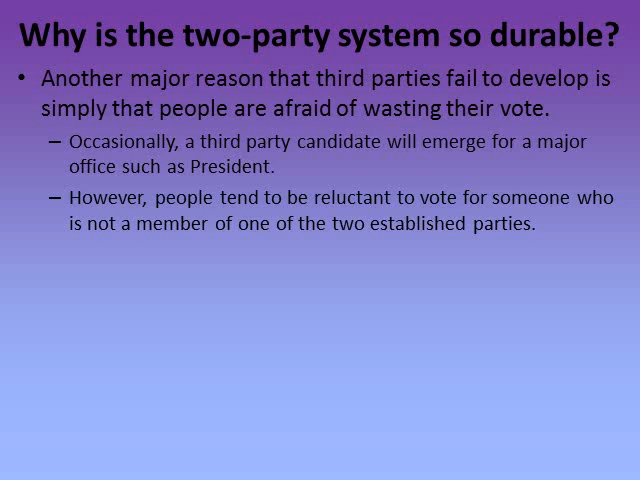 Why is the two-party system so durable?
• Another major reason that third parties fail to develop is
simply that people are afraid of wasting their vote.
– Occasionally, a third party candidate will emerge for a major
office such as President.
– However, people tend to be reluctant to vote for someone who
is not a member of one of the two established parties.